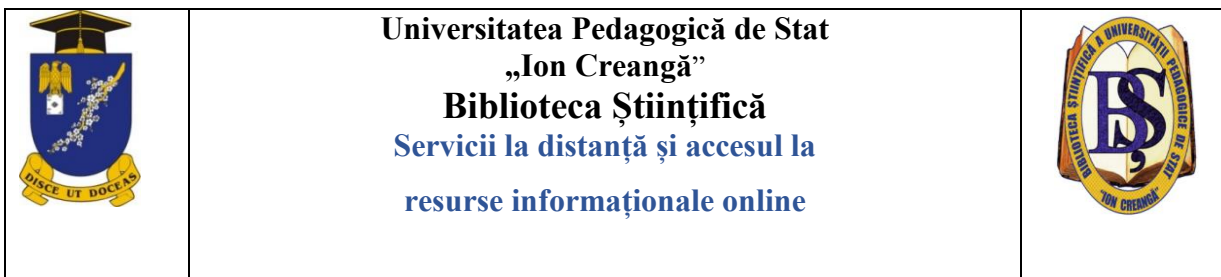 DISCE UT DOCEAS
Universitatea Pedagogică de Stat
„Ion Creangă”
Biblioteca Științifică
Servicii la distanță și accesul la
resurse informaționale online
BIBLIOTECA ȘTIINȚIFICĂ A UNIVERSITĂȚII PEDAGOGICE DE STAT
"ION CREANGĂ"
BȘ